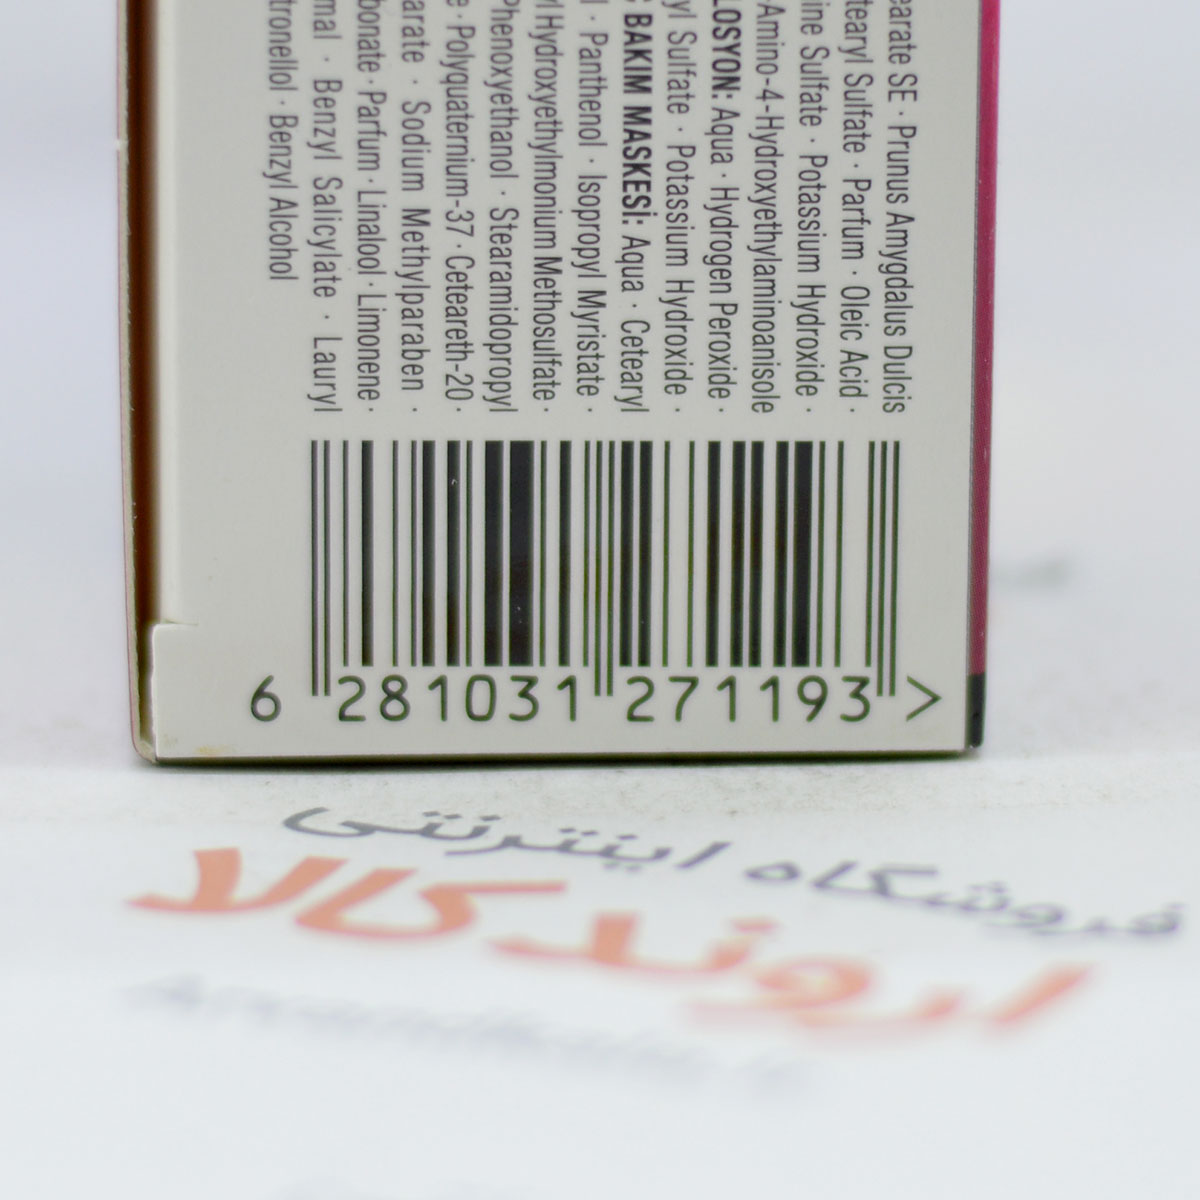 earate SE · Prunus Amygdalus Dulcis
tearyl Sulfate · Parfum · Oleic Acid ·
ine Sulfate · Potassium Hydroxide ·
-Amino-4-Hydroxyethylaminoanisole
LOSYON: Aqua · Hydrogen Peroxide ·
yl Sulfate · Potassium Hydroxide ·
BAKIM MASKESİ: Aqua · Cetearyl
l · Panthenol · Isopropyl Myristate ·
yl Hydroxyethylmonium Methosulfate ·
Phenoxyethanol · Stearamidopropyl
e · Polyquaternium-37 · Ceteareth-20 ·
arate · Sodium Methylparaben ·
bonate · Parfum · Linalool · Limonene ·
mal · Benzyl Salicylate · Lauryl
tronellol · Benzyl Alcohol
6 281031 271193 >
فروشگاه اینترنتی
اروند کالا